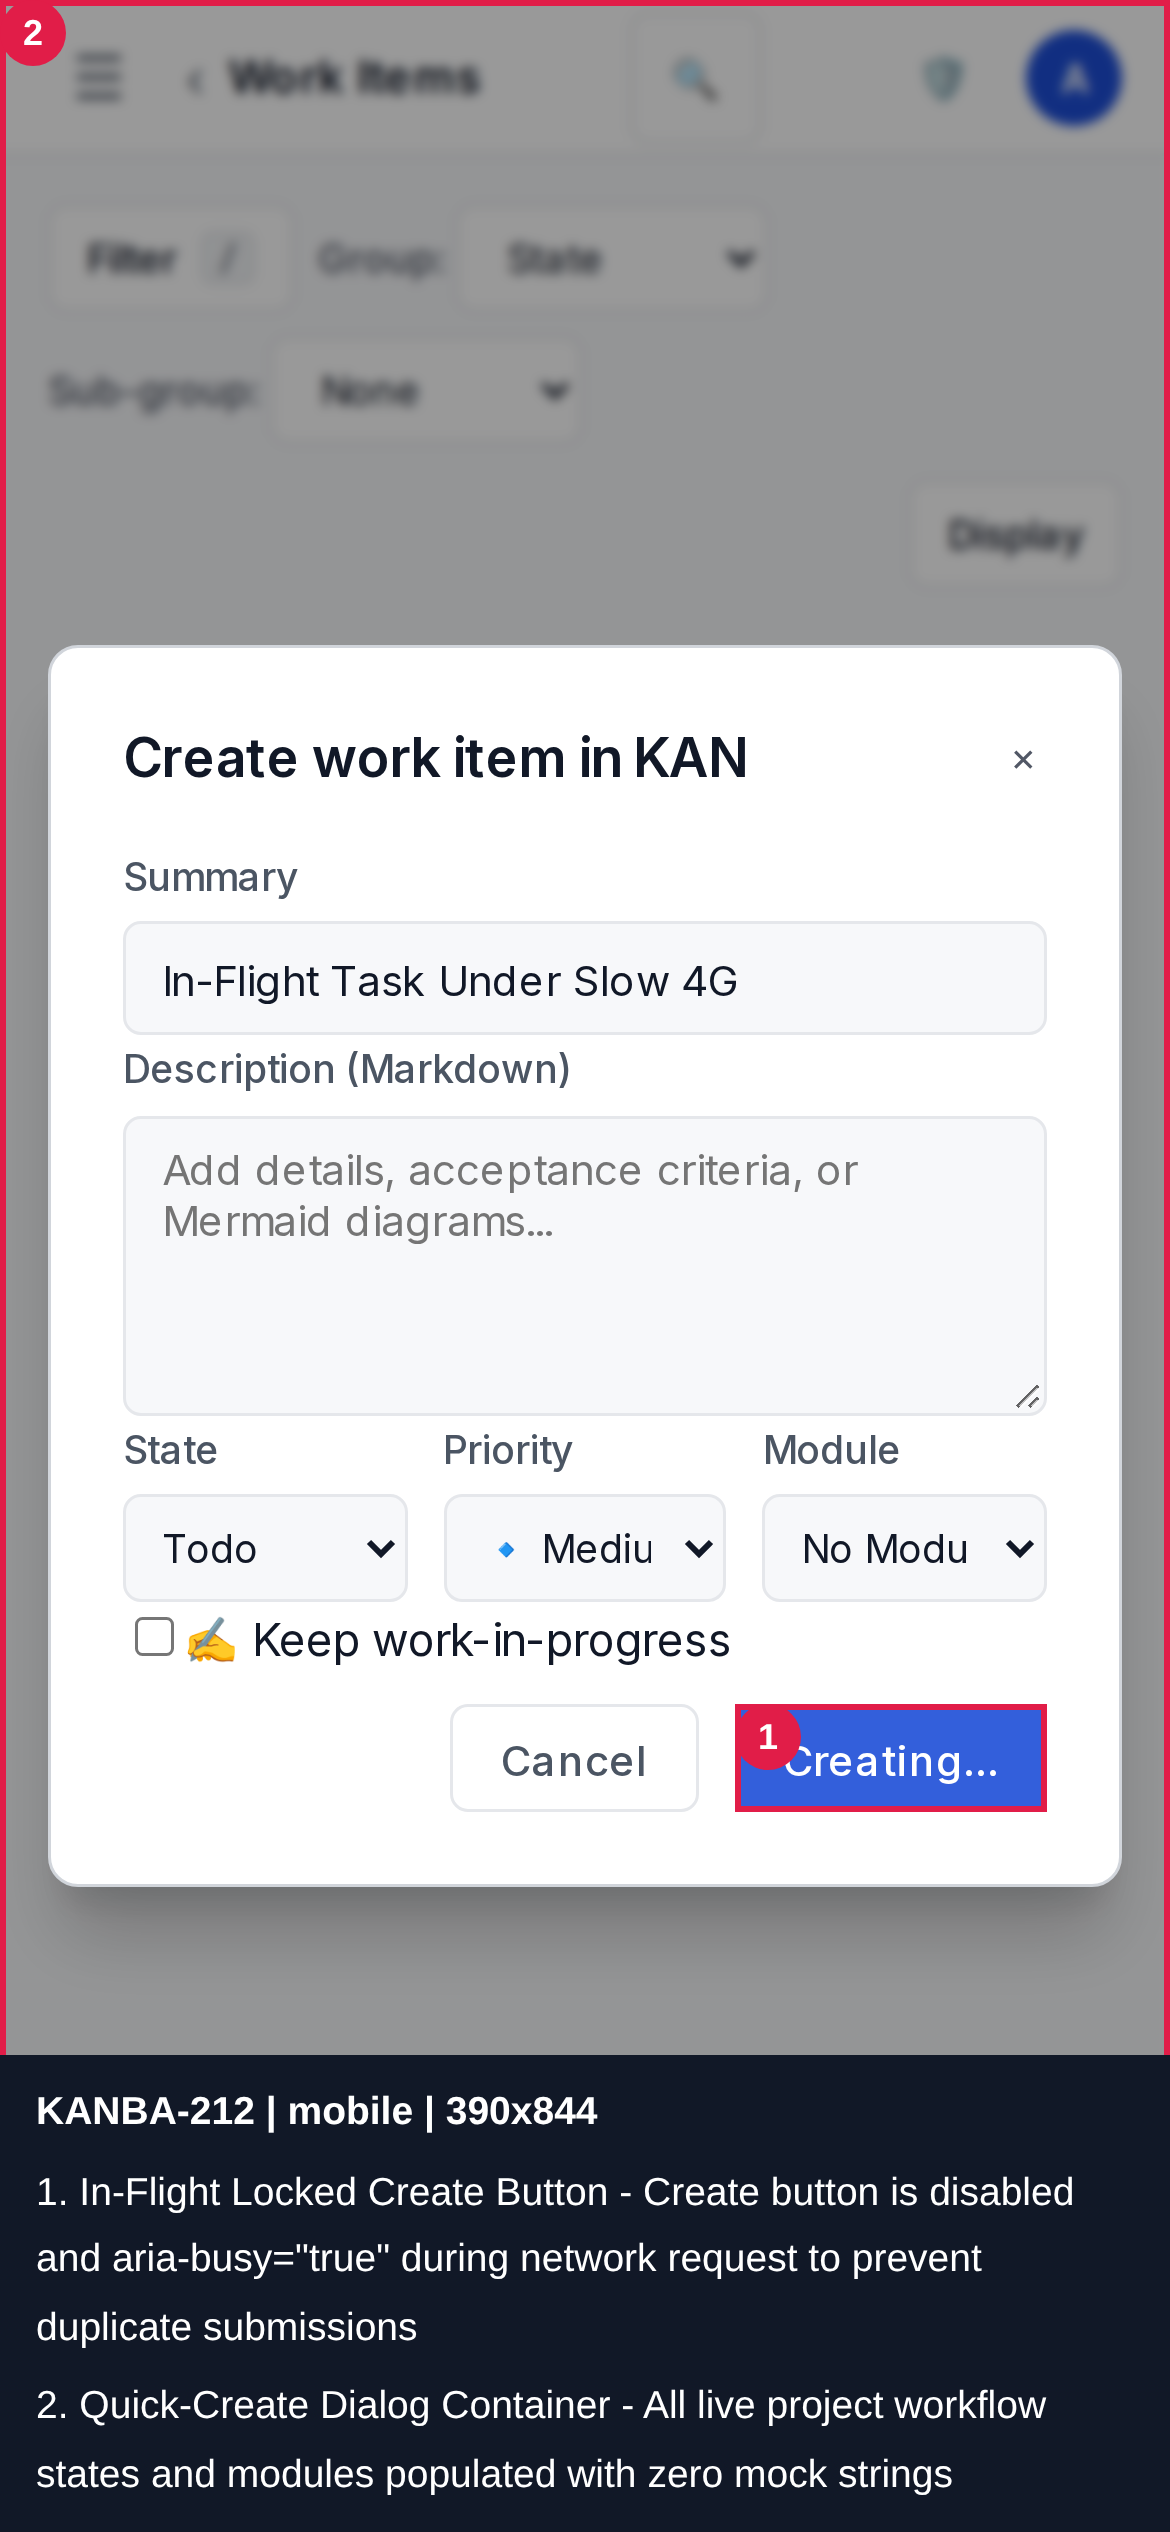 2
‹ Work Items
A
Filter /
Group: State
Sub-group: None
Display
Create work item in KAN
×
Summary
In-Flight Task Under Slow 4G
Description (Markdown)
Add details, acceptance criteria, or
Mermaid diagrams...
State Priority Module
Todo Mediu No Modu
Keep work-in-progress
Cancel
1
Creating...
KANBA-212 | mobile | 390x844
1. In-Flight Locked Create Button - Create button is disabled
and aria-busy="true" during network request to prevent
duplicate submissions
2. Quick-Create Dialog Container - All live project workflow
states and modules populated with zero mock strings